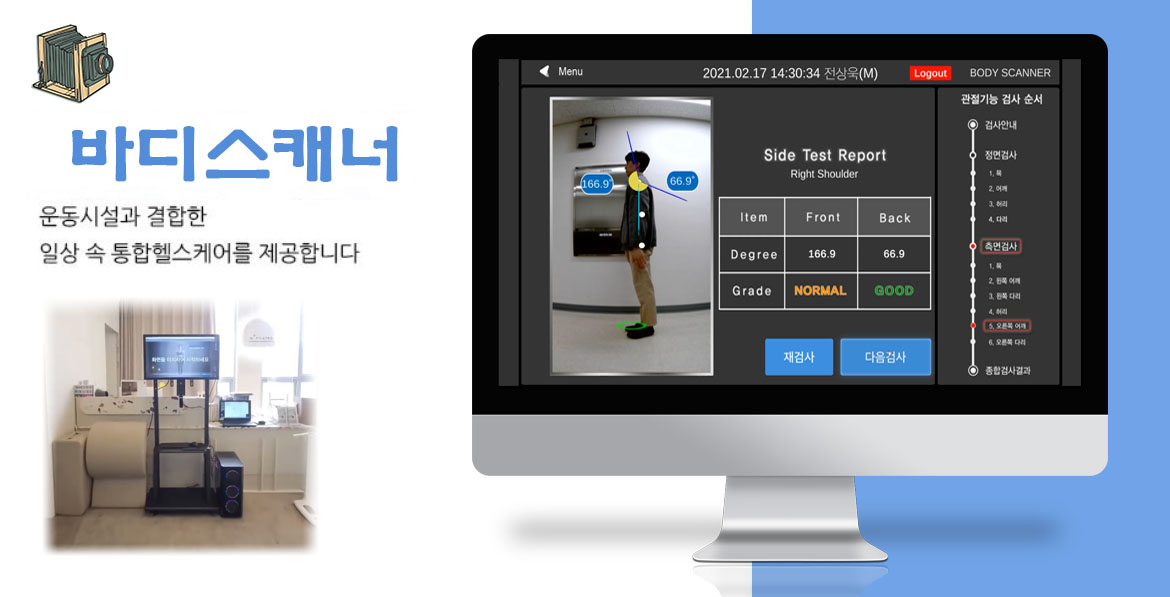 바디스캐너
운동시설과 결합한
일상 속 통합헬스케어를 제공합니다
Menu
2021.02.17 14:30:34 전상욱(M)
Logout
BODY SCANNER
166.9°
66.9°
Side Test Report
Right Shoulder
Item Front Back
Degree 166.9 66.9
Grade NORMAL GOOD
재검사
다음검사
관절기능 검사 순서
검사안내
정면검사
1. 목
2. 어깨
3. 허리
4. 다리
측면검사
1. 목
2. 왼쪽 어깨
3. 왼쪽 다리
4. 허리
5. 오른쪽 어깨
6. 오른쪽 다리
종합검사결과